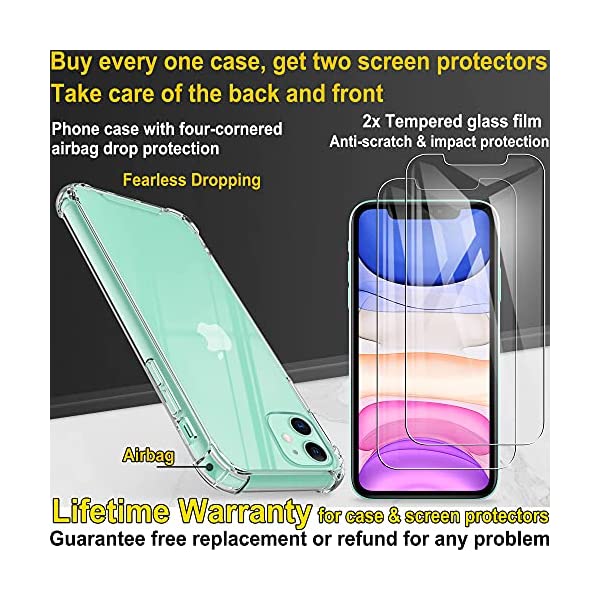 Buy every one case, get two screen protectors
Take care of the back and front
Phone case with four-cornered
airbag drop protection
Fearless Dropping
2x Tempered glass film
Anti-scratch & impact protection
Airbag
Lifetime Warranty for case & screen protectors
Guarantee free replacement or refund for any problem